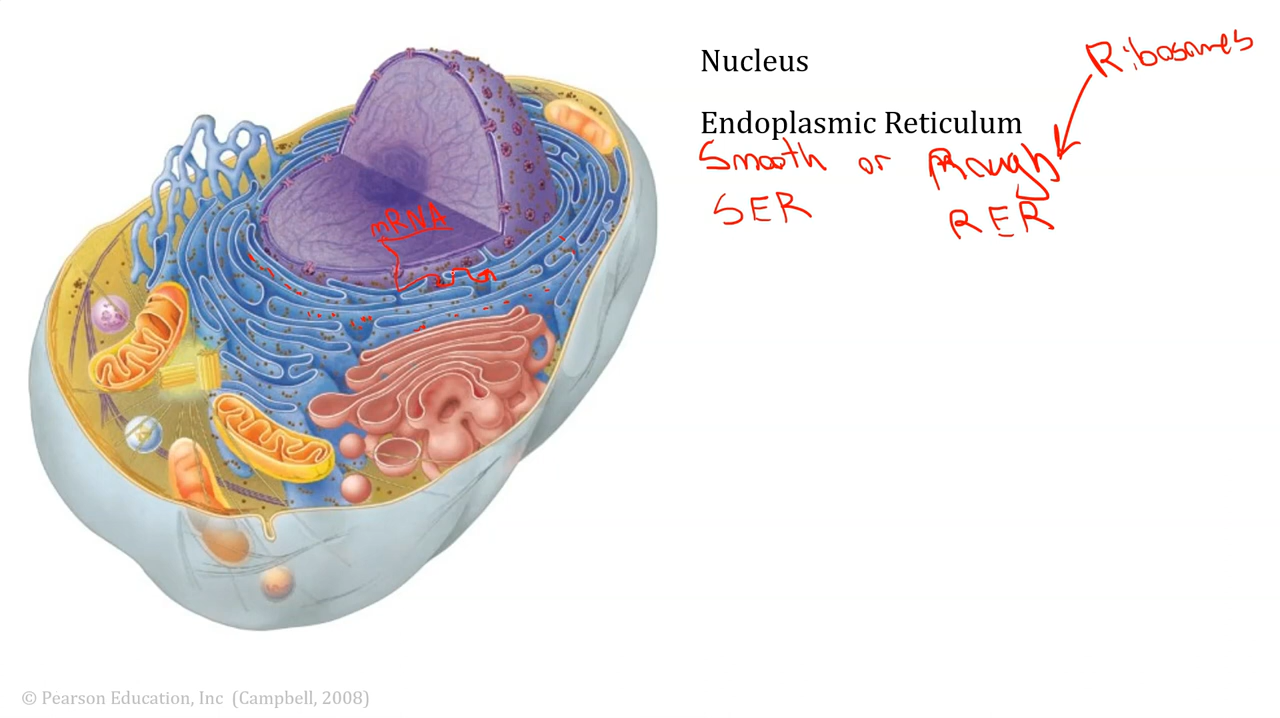 Nucleus
Ribosomes
Endoplasmic Reticulum
Smooth or Rough
SER RER
mRNA
© Pearson Education, Inc (Campbell, 2008)